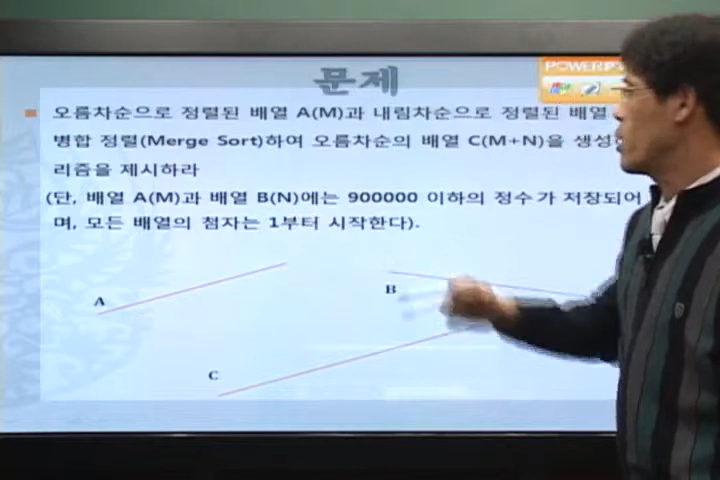 문제
POWER
오름차순으로 정렬된 배열 A(M)과 내림차순으로 정렬된 배열
병합 정렬(Merge Sort)하여 오름차순의 배열 C(M+N)을 생성
리즘을 제시하라
(단, 배열 A(M)과 배열 B(N)에는 900000 이하의 정수가 저장되어
며, 모든 배열의 첨자는 1부터 시작한다).
A
B
C